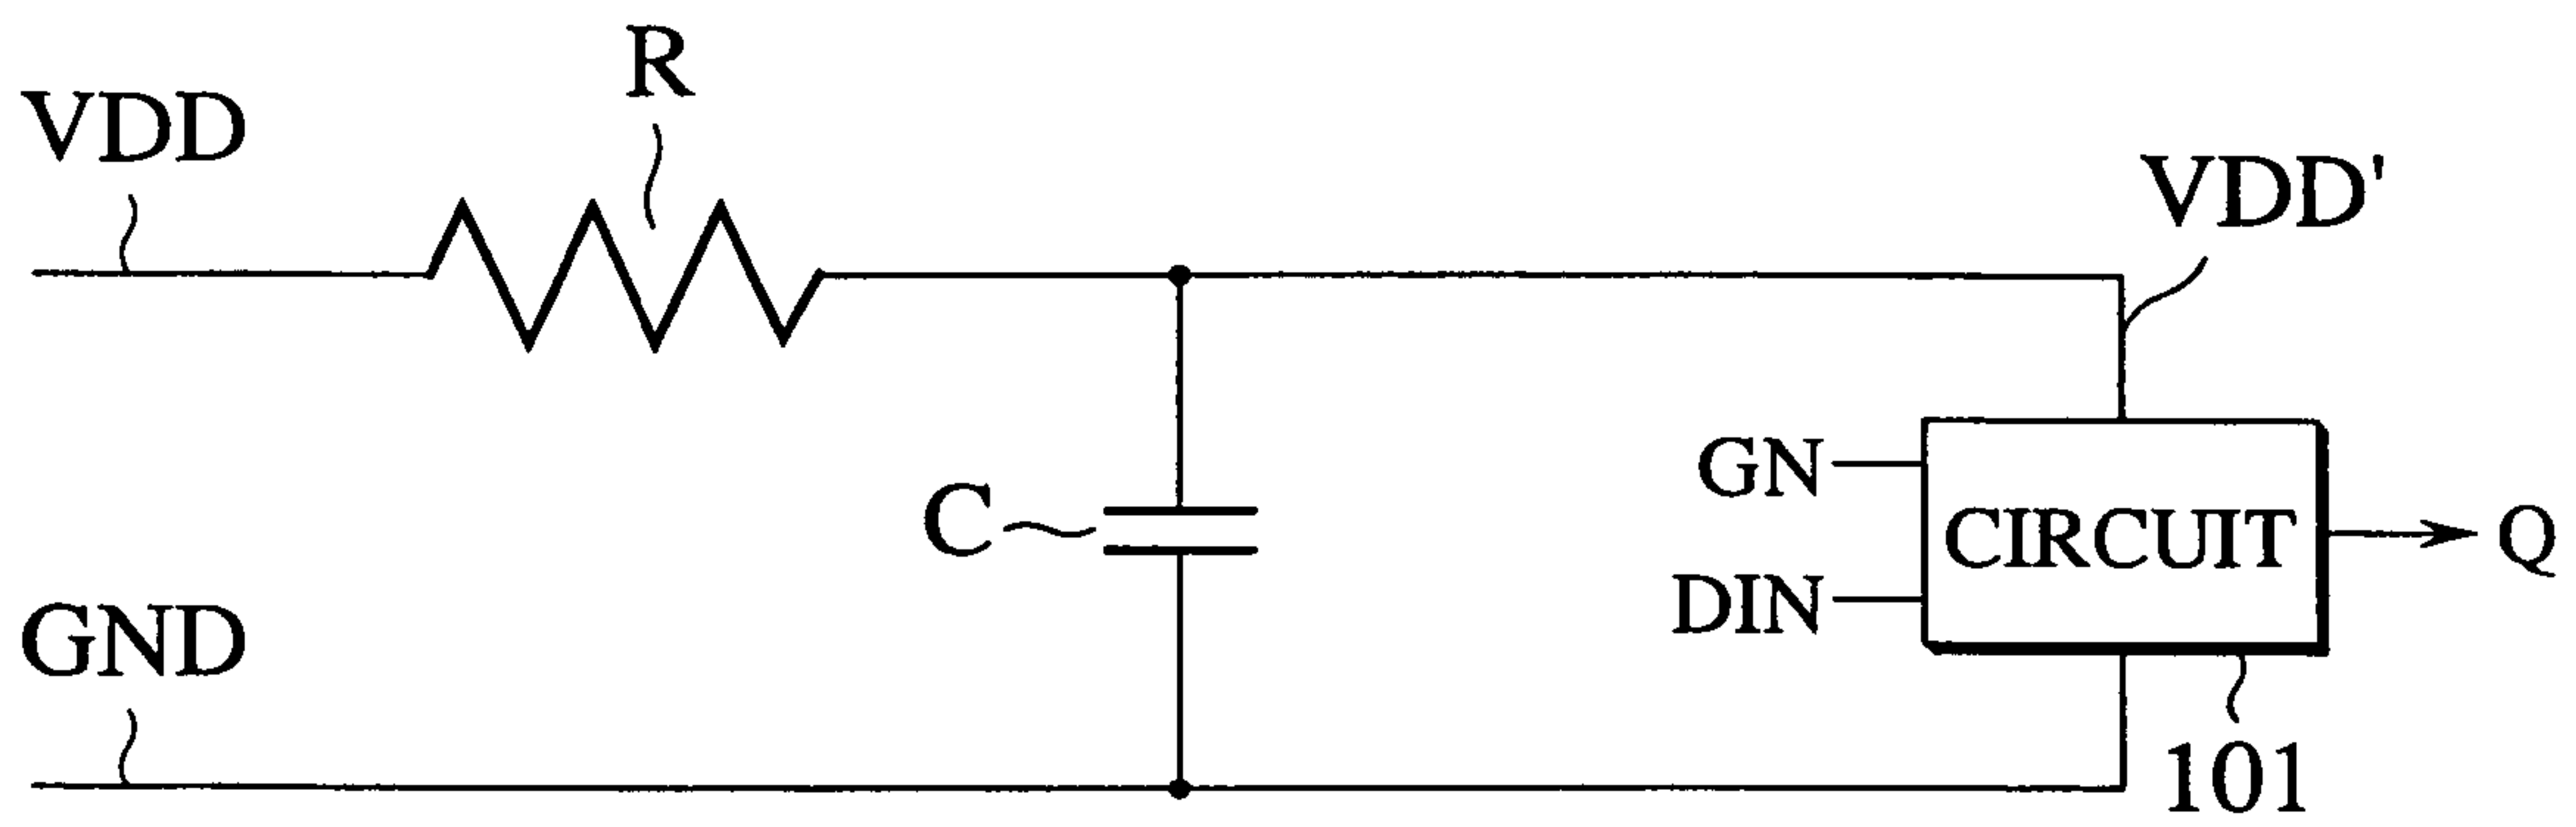 R
VDD
VDD'
GN
CIRCUIT
C
Q
DIN
GND
101